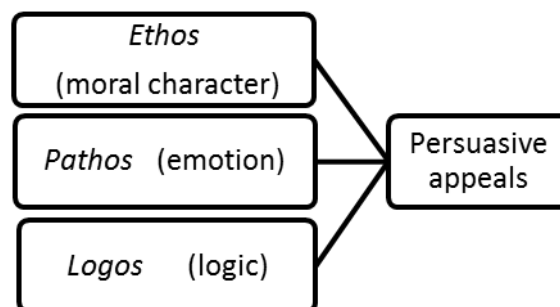 Ethos
(moral character)
Pathos (emotion)
Logos (logic)
Persuasive
appeals